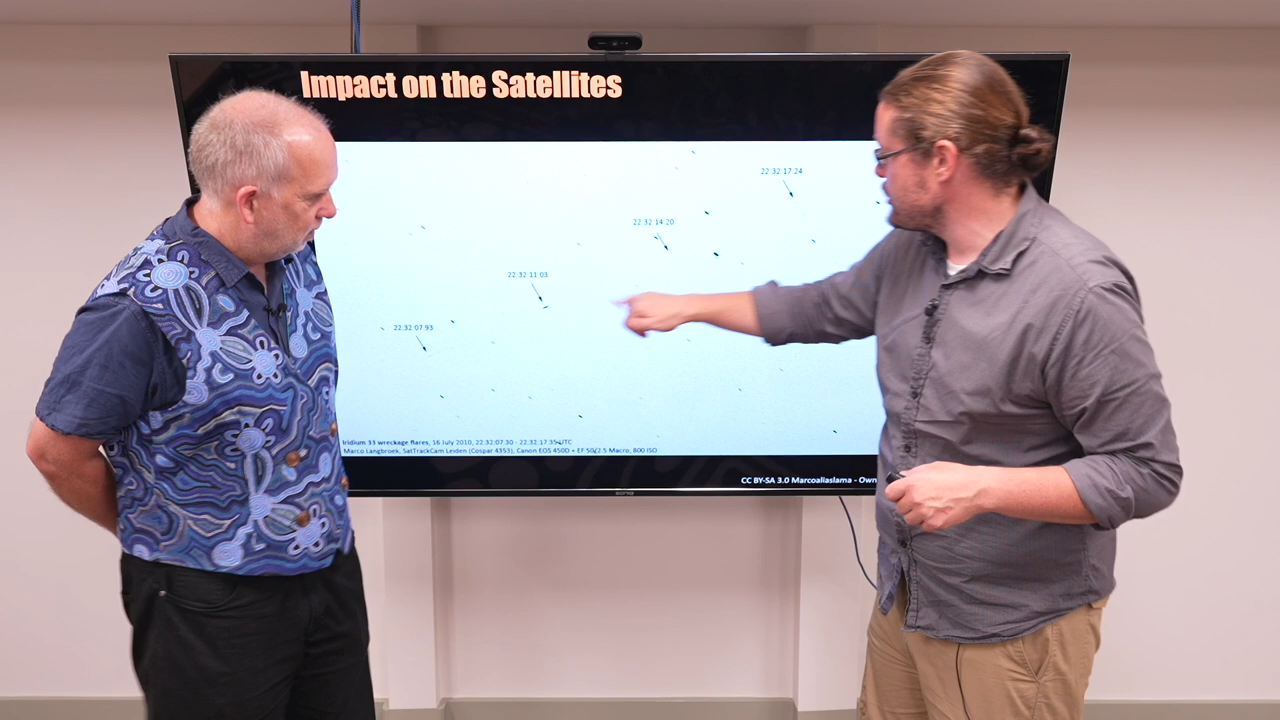 Impact on the Satellites
22:32:17.24
22:32:14.20
22:32:11.03
22:32:07.93
Iridium 33 wreckage flares, 16 July 2010, 22:32:07.30 - 22:32:17.35 UTC
Marco Langbroek, SatTrackCam Leiden (Cospar 4353), Canon EOS 450D + EF 50/2.5 Macro, 800 ISO
CC BY-SA 3.0 Marcoaliaslama - Own
SONY